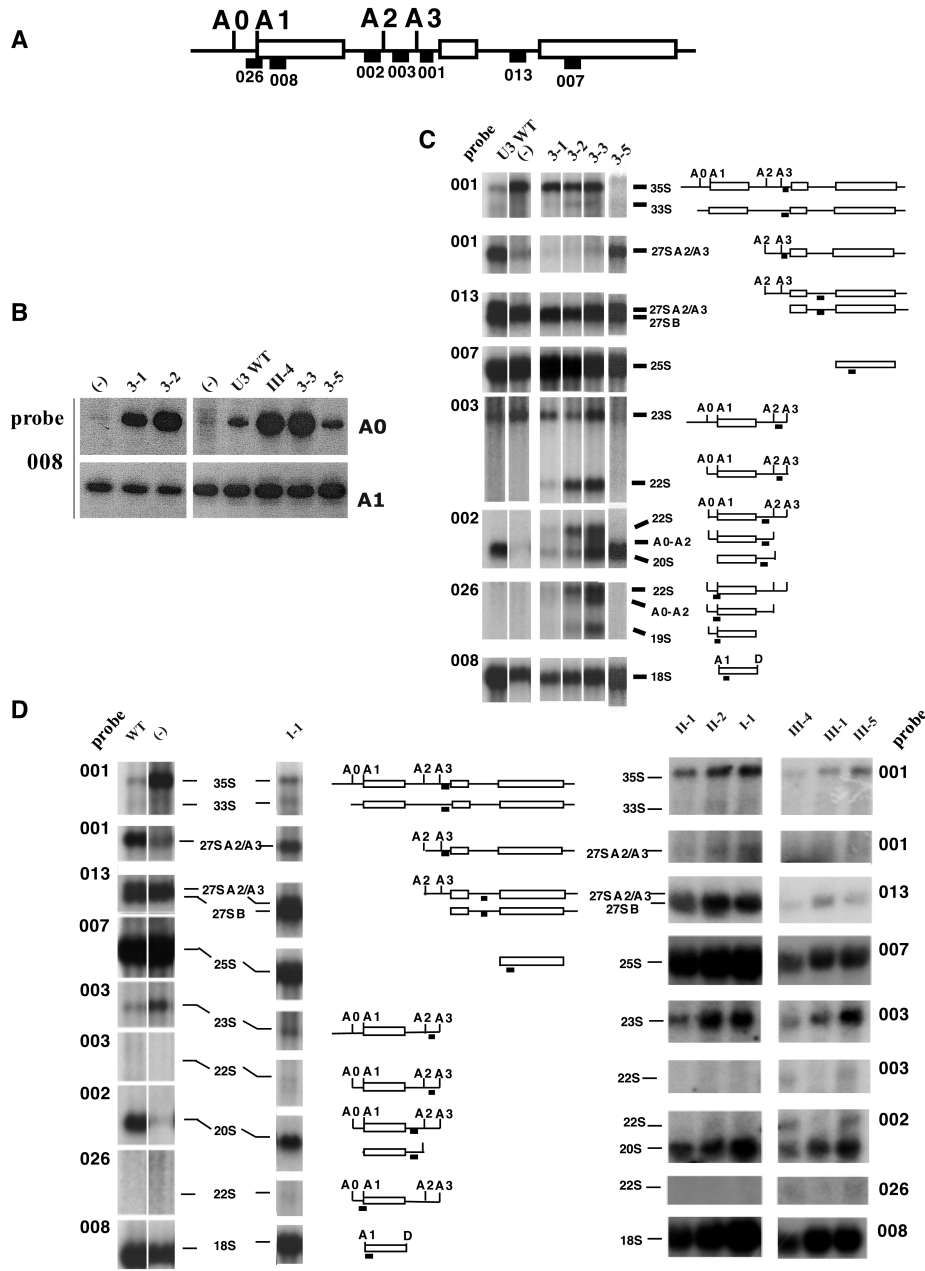 A
A0 A1 A2 A3
026 008 002 003 001 013 007
C
probe U3 WT (-) 3-1 3-2 3-3 3-5
001 35S A0 A1 A2 A3
33S
001 27SA2/A3 A2 A3
A2 A3
013 27SA2/A3
27SB
007 25S
003 23S A0 A1 A2 A3
22S A0 A1 A2A3
002 22S A0 A1 A2 A3
A0-A2
20S
026 22S
A0-A2
19S
008 18S A1 D
B
(-) 3-1 3-2 (-) U3 WT III-4 3-3 3-5
probe
008
A0
A1
D
probe WT (-) I-1
001 35S A0 A1 A2 A3
33S
001 27SA2/A3 A2 A3
013 27SA2/A3 A2 A3
27SB
007 25S
003 23S A0 A1 A2 A3
003 22S A0 A1 A2 A3
002 20S A0 A1 A2 A3
026 22S A0 A1 A2 A3
008 18S A1 D
II-1 II-2 I-1 III-4 III-1 III-5 probe
35S 001
33S
27SA2/A3 001
27SA2/A3 013
27SB
25S 007
23S 003
22S 003
22S 002
20S
22S 026
18S 008